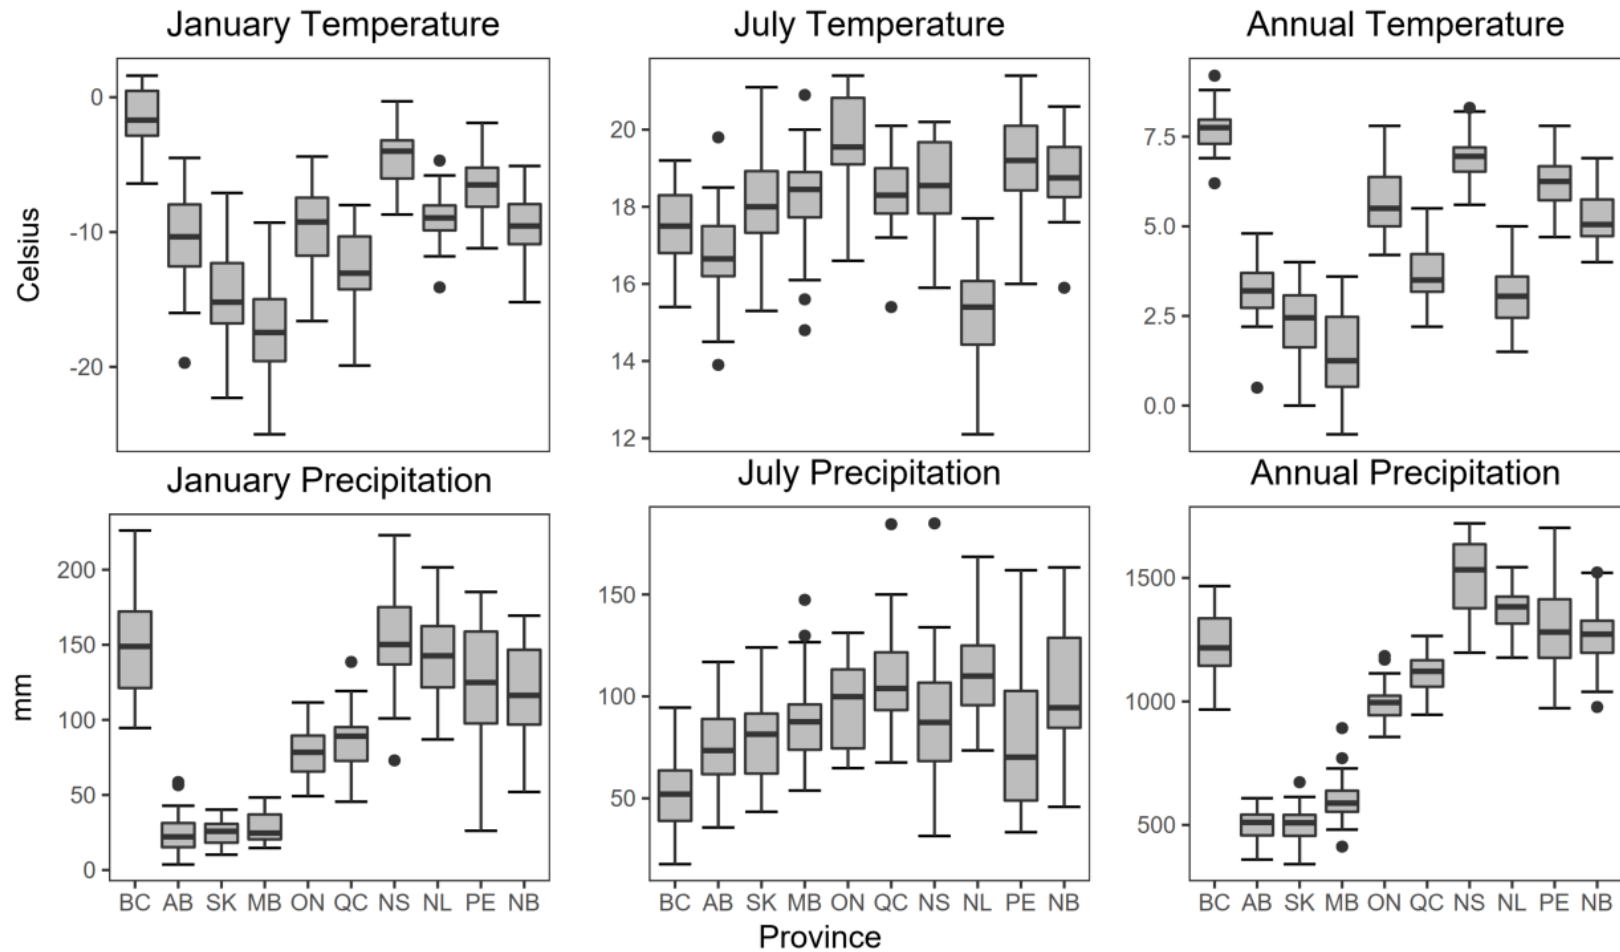 January Temperature
July Temperature
Annual Temperature
Celsius
0
-10
-20
20
18
16
14
12
7.5
5.0
2.5
0.0
January Precipitation
July Precipitation
Annual Precipitation
mm
200
150
100
50
0
150
100
50
1500
1000
500
BC AB SK MB ON QC NS NL PE NB
BC AB SK MB ON QC NS NL PE NB
BC AB SK MB ON QC NS NL PE NB
Province